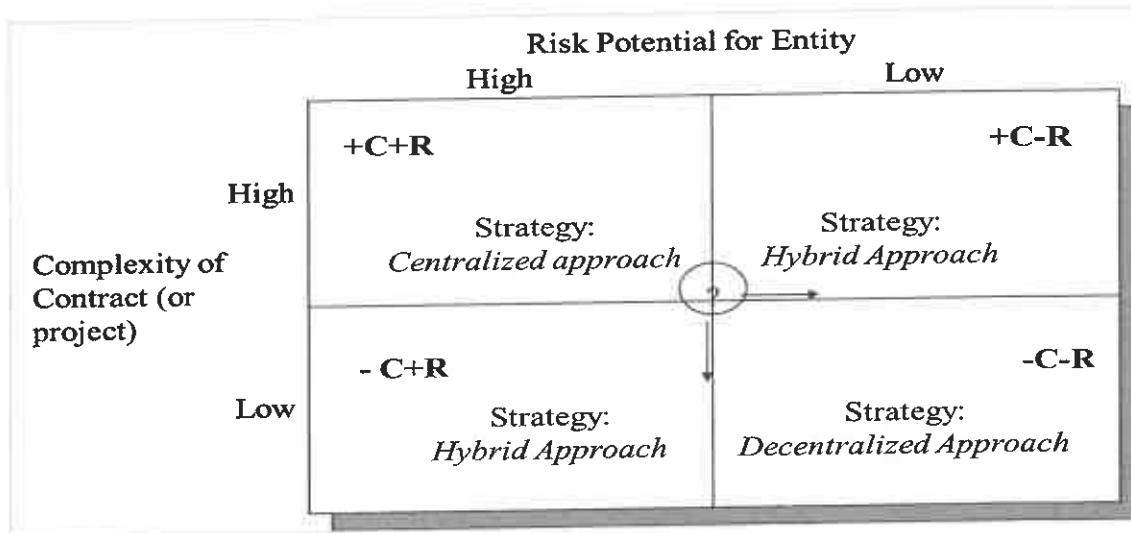 Risk Potential for Entity
High
Low
+C+R
+C-R
High
Strategy:
Centralized approach
Strategy:
Hybrid Approach
Complexity of
Contract (or
project)
- C+R
-C-R
Low
Strategy:
Hybrid Approach
Strategy:
Decentralized Approach